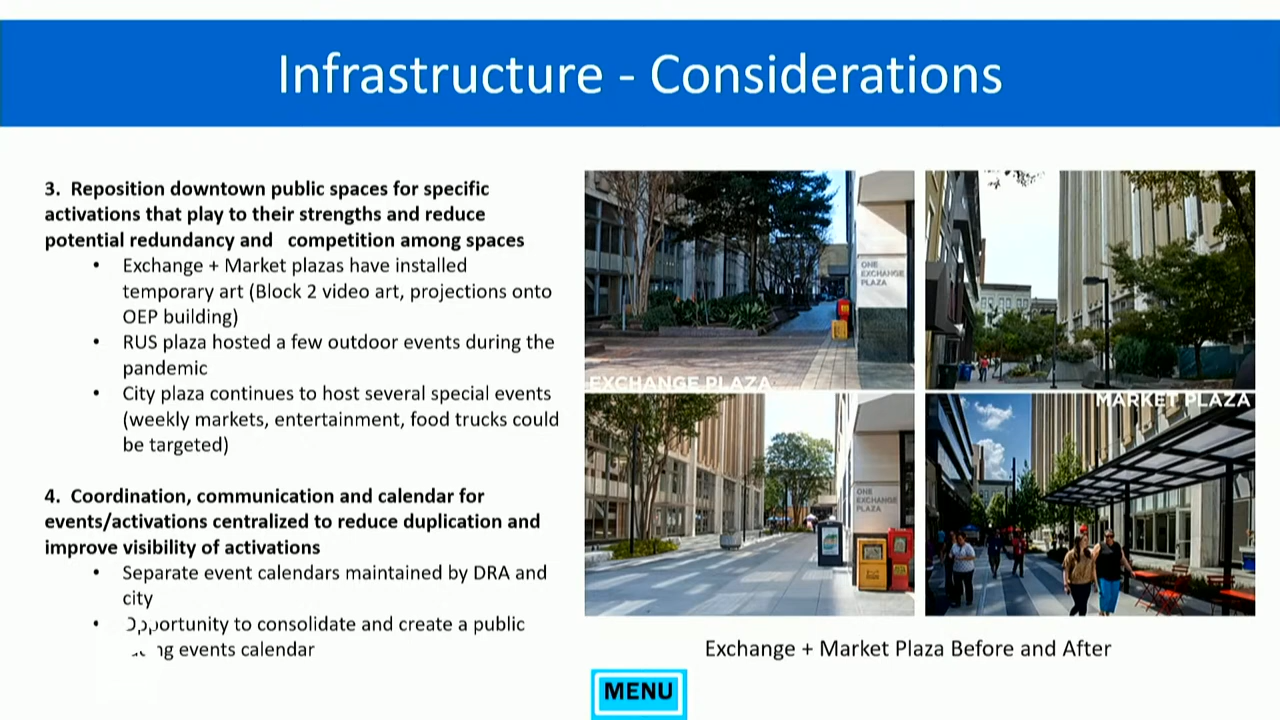 Infrastructure - Considerations
3. Reposition downtown public spaces for specific
activations that play to their strengths and reduce
potential redundancy and competition among spaces
• Exchange + Market plazas have installed
temporary art (Block 2 video art, projections onto
OEP building)
• RUS plaza hosted a few outdoor events during the
pandemic
• City plaza continues to host several special events
(weekly markets, entertainment, food trucks could
be targeted)
4. Coordination, communication and calendar for
events/activations centralized to reduce duplication and
improve visibility of activations
• Separate event calendars maintained by DRA and
city
• to consolidate and create a public
events calendar
ONE
EXCHANGE
PLAZA
EXCHANGE PLAZA
MARKET PLAZA
ONE
EXCHANGE
PLAZA
Exchange + Market Plaza Before and After
MENU